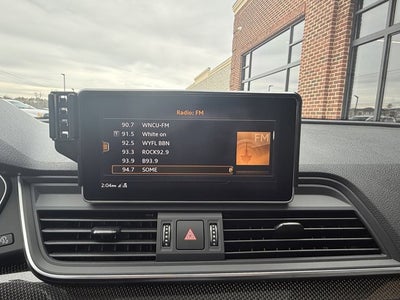 Radio: FM
90.7 WNCU-FM
1 91.5 White on
92.5 WYFL BBN
93.3 ROCK92.9
93.9 B93.9
94.7 SOME
FM
2:04